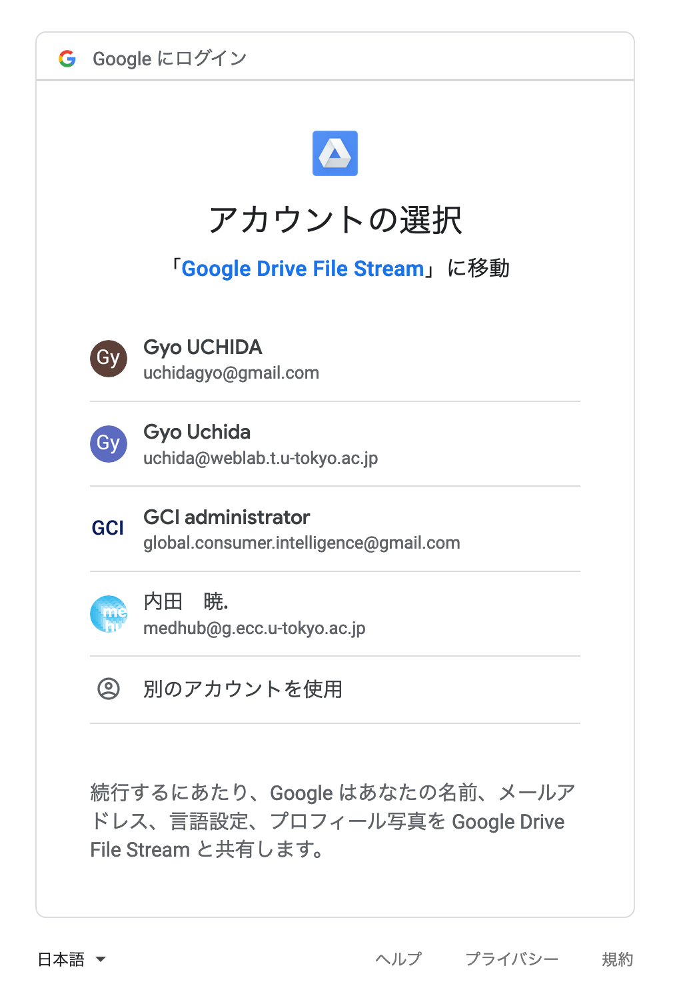 Google にログイン
アカウントの選択
「Google Drive File Stream」に移動
Gy
Gyo UCHIDA
uchidagyo@gmail.com
Gy
Gyo Uchida
uchida@weblab.t.u-tokyo.ac.jp
GCI
GCI administrator
global.consumer.intelligence@gmail.com
me
hu
内田　暁.
medhub@g.ecc.u-tokyo.ac.jp
別のアカウントを使用
続行するにあたり、Google はあなたの名前、メールア
ドレス、言語設定、プロフィール写真を Google Drive
File Stream と共有します。
日本語
ヘルプ
プライバシー
規約